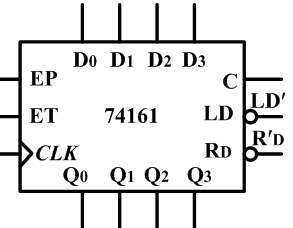 D0 D1 D2 D3
EP C
ET 74161 LD LD'
CLK RD R'D
Q0 Q1 Q2 Q3